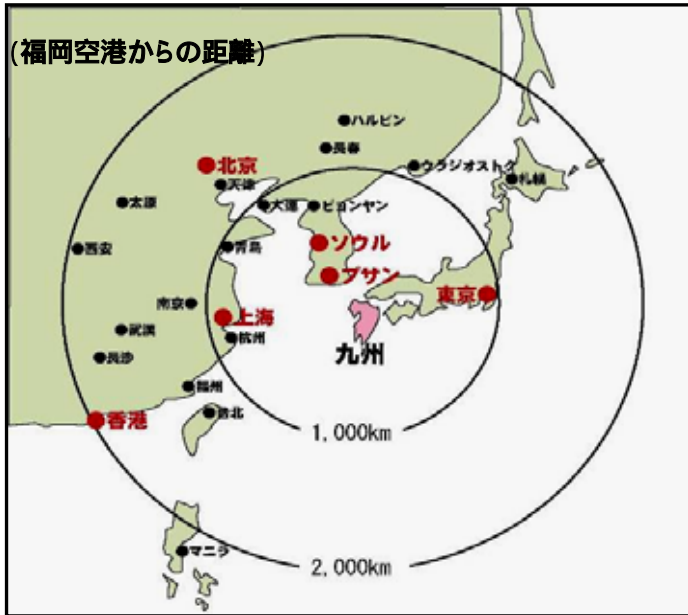 (福岡空港からの距離)
ハルビン
長春
北京
天津
ウラジオストク
札幌
太原
大連
ピョンヤン
西安
青島
ソウル
プサン
南京
上海
東京
武漢
杭州
九州
長沙
福州
香港
台北
1,000km
マニラ
2,000km